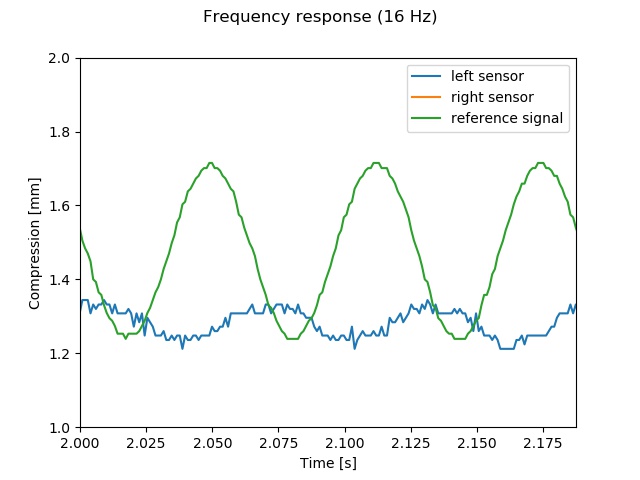 Frequency response (16 Hz)
left sensor
right sensor
reference signal
Compression [mm]
2.0
1.8
1.6
1.4
1.2
1.0
2.000
2.025
2.050
2.075
2.100
2.125
2.150
2.175
Time [s]